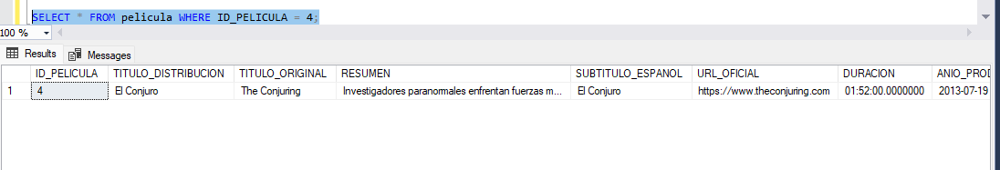 SELECT * FROM pelicula WHERE ID_PELICULA = 4;
100 %
Results Messages
ID_PELICULA TITULO_DISTRIBUCION TITULO_ORIGINAL RESUMEN SUBTITULO_ESPANOL URL_OFICIAL DURACION ANIO_PROD
1 4 El Conjuro The Conjuring Investigadores paranormales enfrentan fuerzas m... El Conjuro https://www.theconjuring.com 01:52:00.0000000 2013-07-19